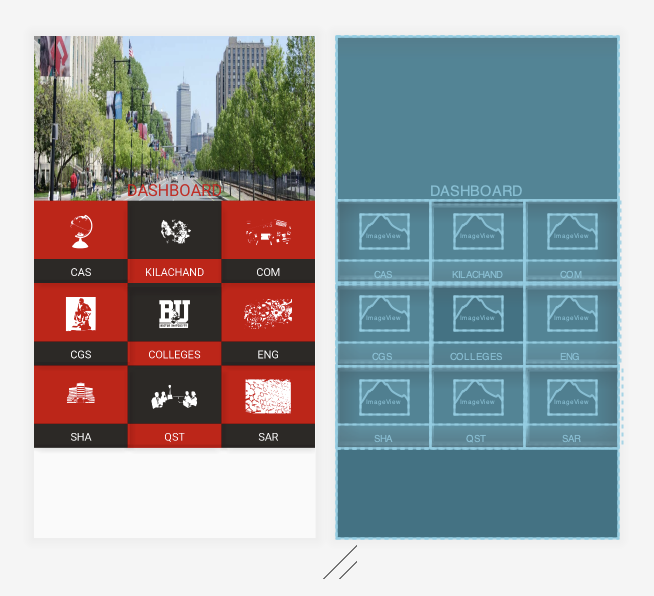 DASHBOARD
CAS KILACHAND COM
BU
CGS COLLEGES ENG
SHA QST SAR
DASHBOARD
ImageView ImageView ImageView
CAS KILACHAND COM
ImageView ImageView ImageView
CGS COLLEGES ENG
ImageView ImageView ImageView
SHA QST SAR